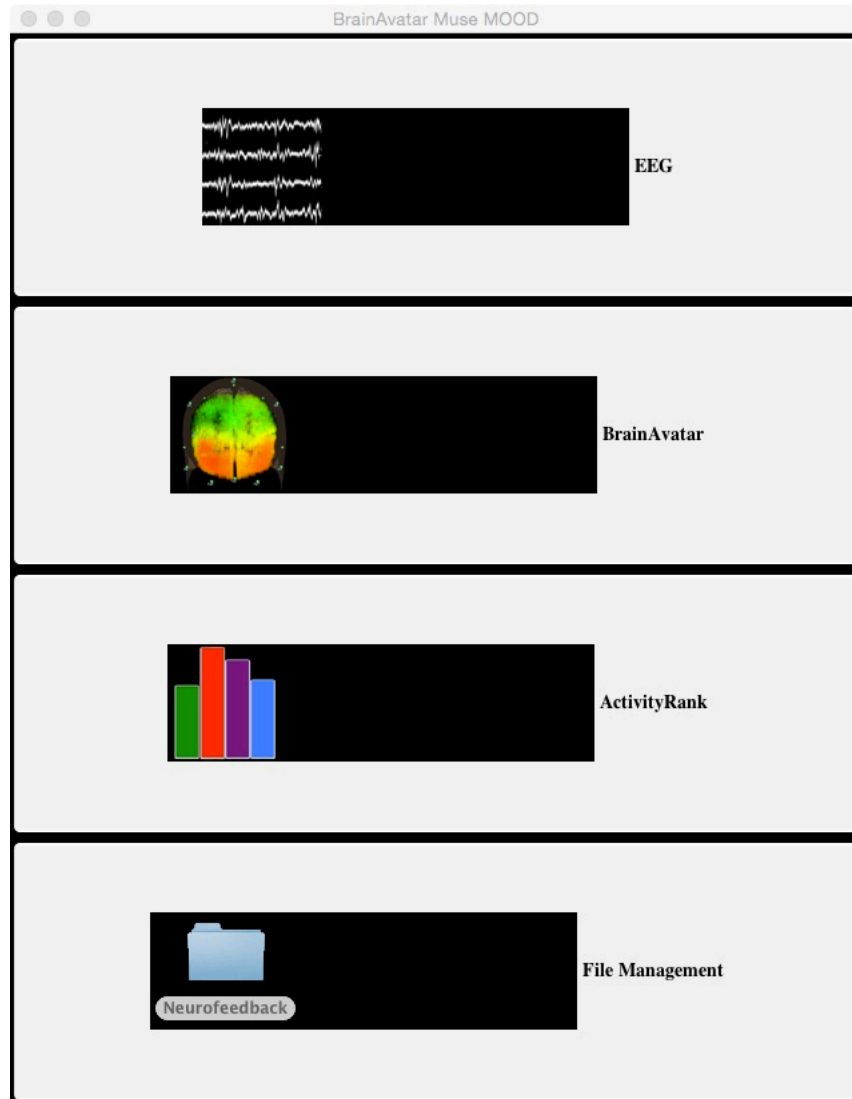 BrainAvatar Muse MOOD
EEG
BrainAvatar
ActivityRank
File Management
Neurofeedback